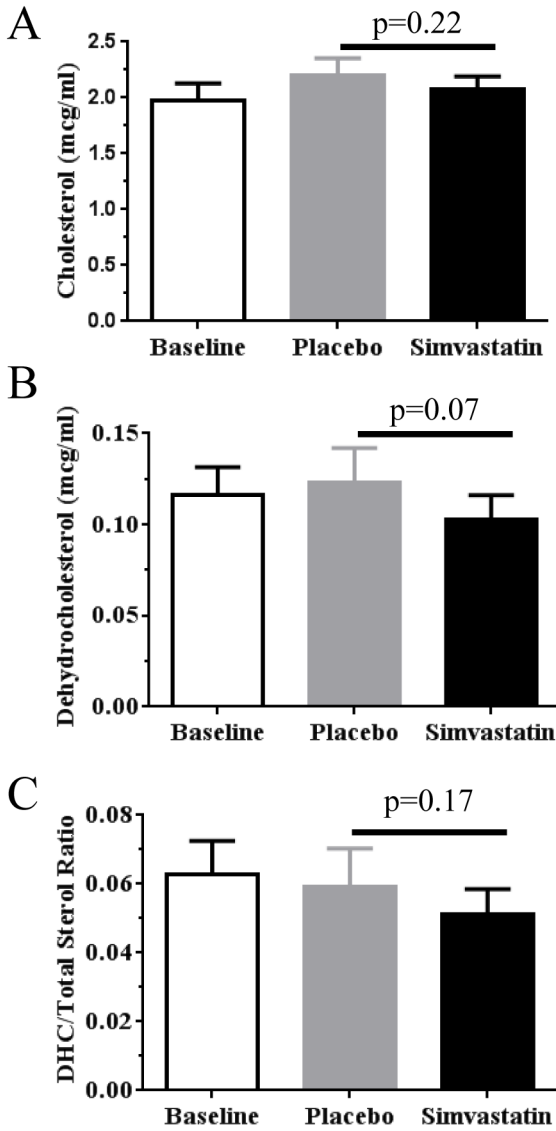 A
p=0.22
Cholesterol (mcg/ml)
2.5
2.0
1.5
1.0
0.5
0.0
Baseline Placebo Simvastatin
B
p=0.07
Dehydrocholesterol (mcg/ml)
0.15
0.10
0.05
0.00
Baseline Placebo Simvastatin
C
p=0.17
DHC/Total Sterol Ratio
0.08
0.06
0.04
0.02
0.00
Baseline Placebo Simvastatin